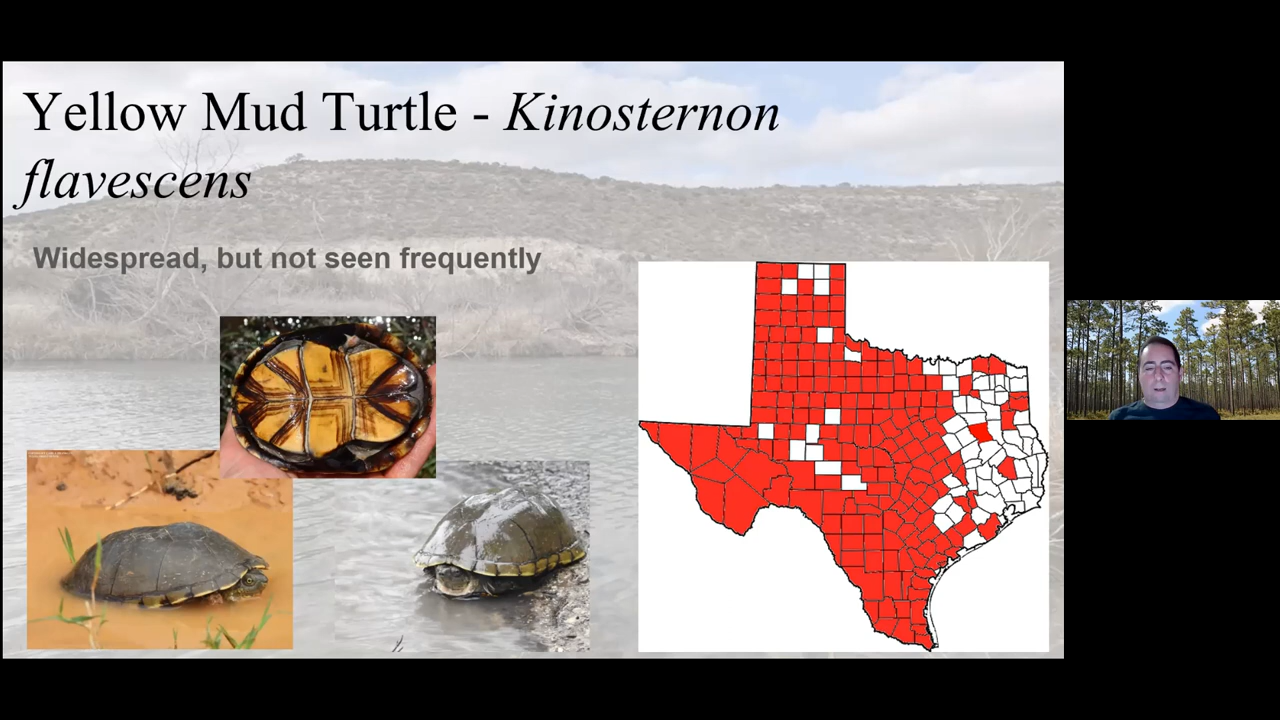 Yellow Mud Turtle - Kinosternon
flavescens
Widespread, but not seen frequently